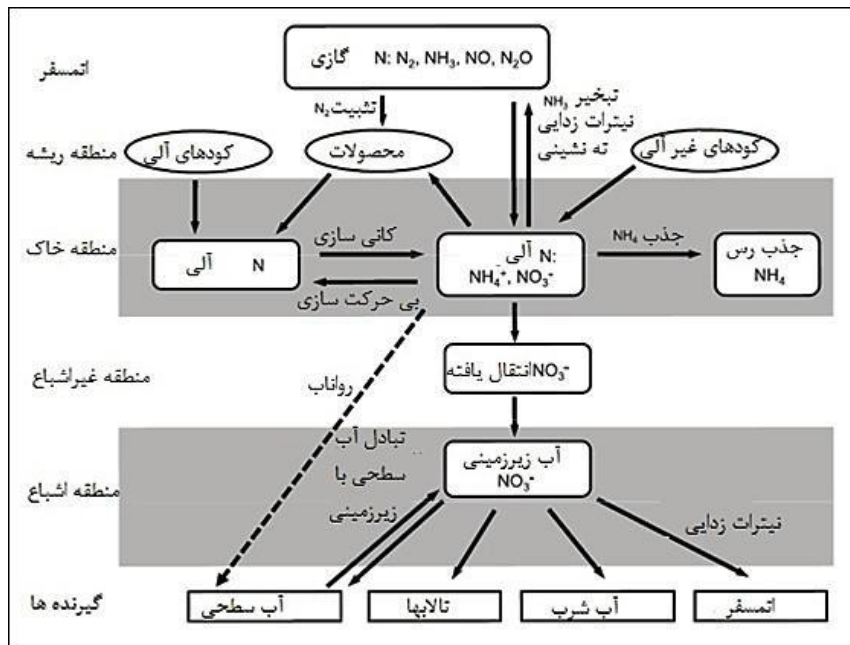 اتمسفر
گازی N: N₂, NH₃, NO, N₂O
تثبیت N₂
تبخیر NH₃
نیترات زدایی
ته نشینی
منطقه ریشه
کودهای آلی
محصولات
کودهای غیر آلی
منطقه خاک
آلی N
کانی سازی
بی حرکت سازی
آلی N:
NH₄⁺, NO₃⁻
جذب NH₄
جذب رس
NH₄
منطقه غیراشباع
رواناب
NO₃⁻ انتقال یافته
منطقه اشباع
تبادل آب
سطحی با
زیرزمینی
آب زیرزمینی
NO₃⁻
نیترات زدایی
گیرنده ها
آب سطحی
تالابها
آب شرب
اتمسفر